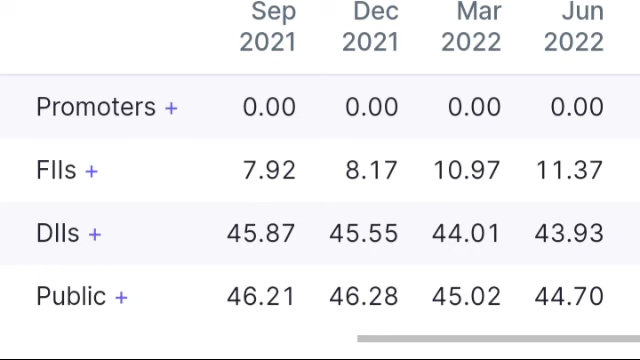 Sep Dec Mar Jun
2021 2021 2022 2022
Promoters + 0.00 0.00 0.00 0.00
FIIs + 7.92 8.17 10.97 11.37
DIIs + 45.87 45.55 44.01 43.93
Public + 46.21 46.28 45.02 44.70